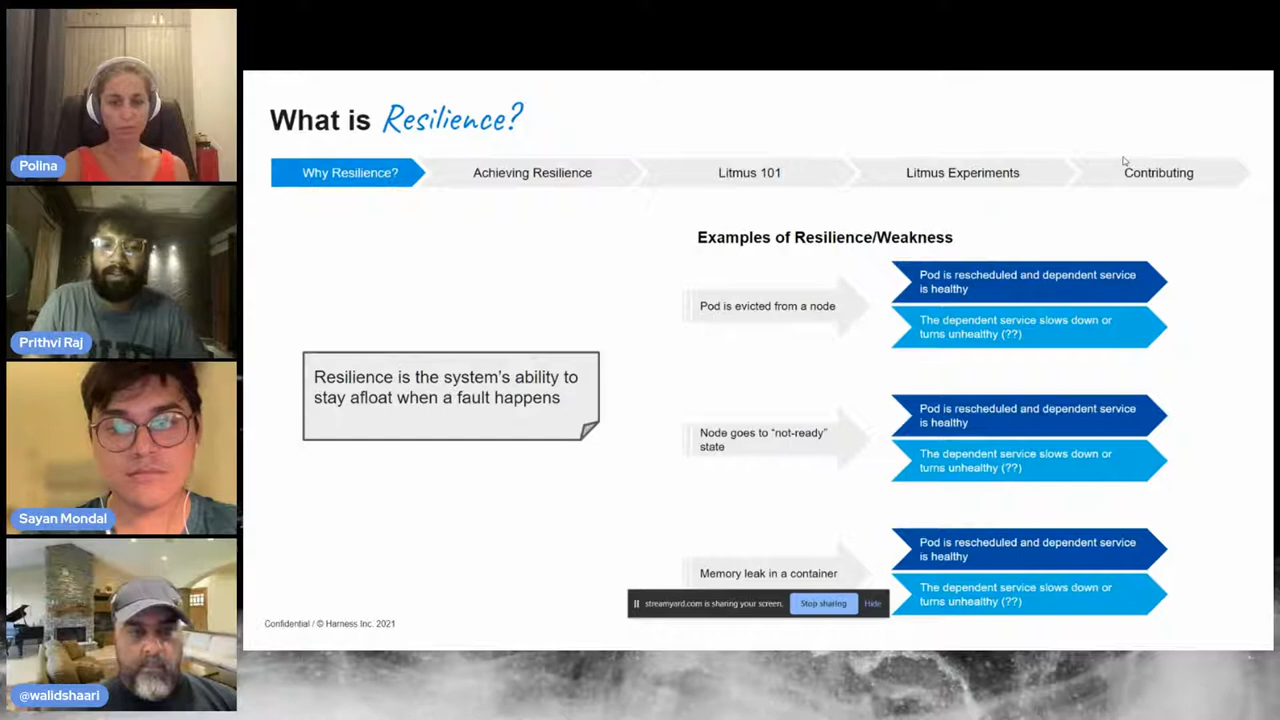 Polina
Prithvi Raj
Sayan Mondal
@walidshaari
What is Resilience?
Why Resilience?
Achieving Resilience
Litmus 101
Litmus Experiments
Contributing
Resilience is the system's ability to
stay afloat when a fault happens
Examples of Resilience/Weakness
Pod is evicted from a node
Pod is rescheduled and dependent service
is healthy
The dependent service slows down or
turns unhealthy (??)
Node goes to "not-ready"
state
Pod is rescheduled and dependent service
is healthy
The dependent service slows down or
turns unhealthy (??)
Memory leak in a container
Pod is rescheduled and dependent service
is healthy
The dependent service slows down or
turns unhealthy (??)
streamyard.com is sharing your screen.
Stop sharing
Hide
Confidential / © Harness Inc. 2021